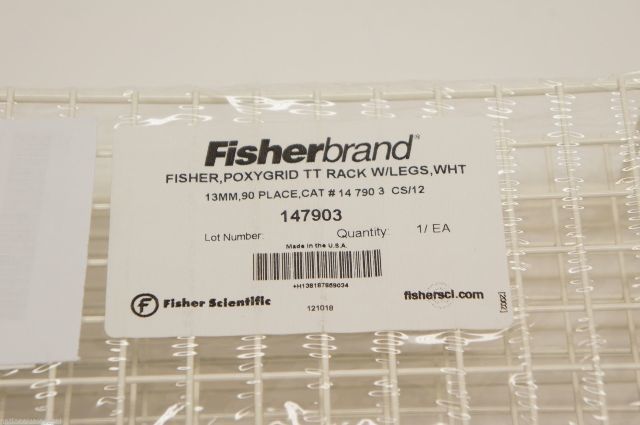 Fisherbrand®
FISHER,POXYGRID TT RACK W/LEGS,WHT
13MM,90 PLACE,CAT # 14 790 3 CS/12
147903
Lot Number: Quantity: 1/ EA
Made in the U.S.A.
+H138187859034
F Fisher Scientific fishersci.com
121018